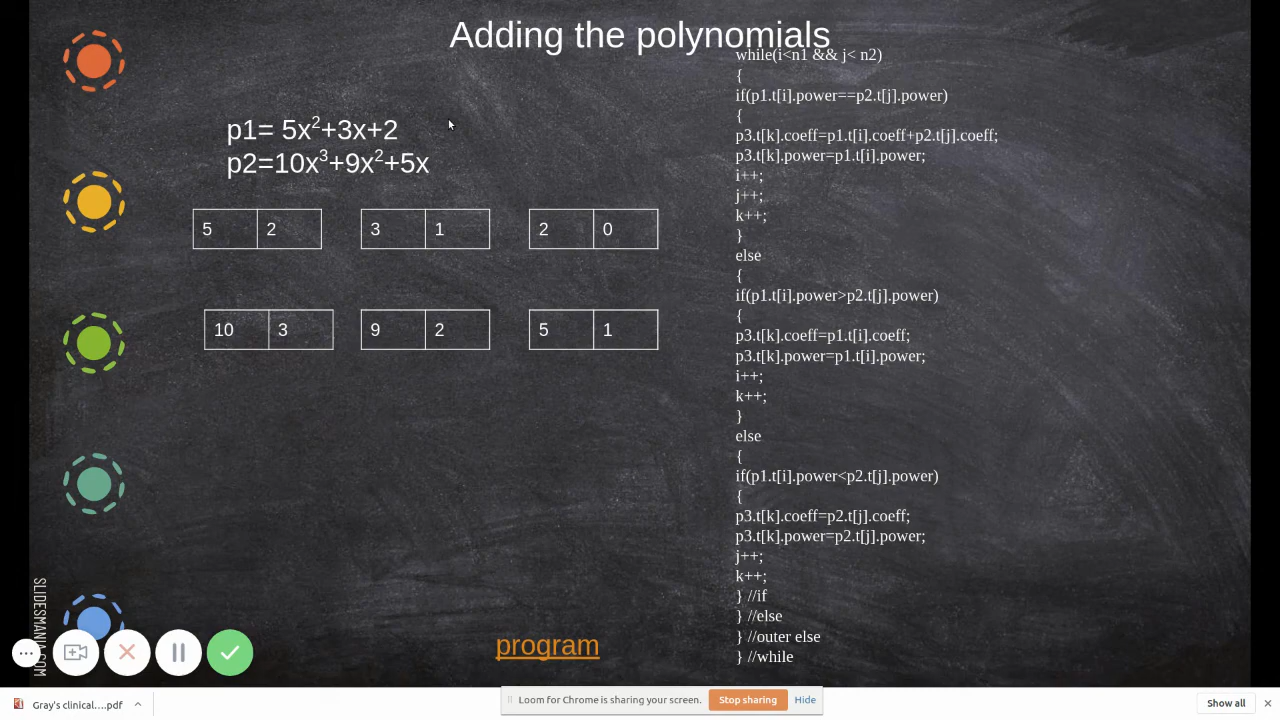 Adding the polynomials
p1= 5x²+3x+2
p2=10x³+9x²+5x
5 2 3 1 2 0
10 3 9 2 5 1
while(i<n1 && j< n2)
{
if(p1.t[i].power==p2.t[j].power)
{
p3.t[k].coeff=p1.t[i].coeff+p2.t[j].coeff;
p3.t[k].power=p1.t[i].power;
i++;
j++;
k++;
}
else
{
if(p1.t[i].power>p2.t[j].power)
{
p3.t[k].coeff=p1.t[i].coeff;
p3.t[k].power=p1.t[i].power;
i++;
k++;
}
else
{
if(p1.t[i].power<p2.t[j].power)
{
p3.t[k].coeff=p2.t[j].coeff;
p3.t[k].power=p2.t[j].power;
j++;
k++;
} //if
} //else
} //outer else
} //while
program
SLIDESMANIA.COM
Gray's clinical....pdf
Loom for Chrome is sharing your screen.
Stop sharing
Hide
Show all